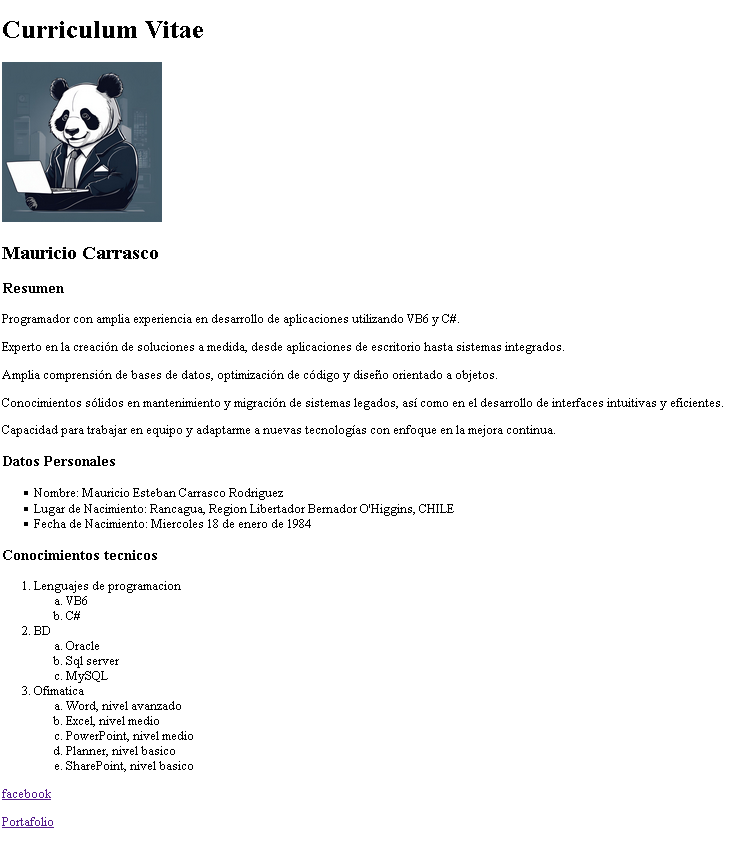 Curriculum Vitae
Mauricio Carrasco
Resumen
Programador con amplia experiencia en desarrollo de aplicaciones utilizando VB6 y C#.
Experto en la creación de soluciones a medida, desde aplicaciones de escritorio hasta sistemas integrados.
Amplia comprensión de bases de datos, optimización de código y diseño orientado a objetos.
Conocimientos sólidos en mantenimiento y migración de sistemas legados, así como en el desarrollo de interfaces intuitivas y eficientes.
Capacidad para trabajar en equipo y adaptarme a nuevas tecnologías con enfoque en la mejora continua.
Datos Personales
▪ Nombre: Mauricio Esteban Carrasco Rodriguez
▪ Lugar de Nacimiento: Rancagua, Region Libertador Bernador O'Higgins, CHILE
▪ Fecha de Nacimiento: Miercoles 18 de enero de 1984
Conocimientos tecnicos
1. Lenguajes de programacion
a. VB6
b. C#
2. BD
a. Oracle
b. Sql server
c. MySQL
3. Ofimatica
a. Word, nivel avanzado
b. Excel, nivel medio
c. PowerPoint, nivel medio
d. Planner, nivel basico
e. SharePoint, nivel basico
facebook
Portafolio